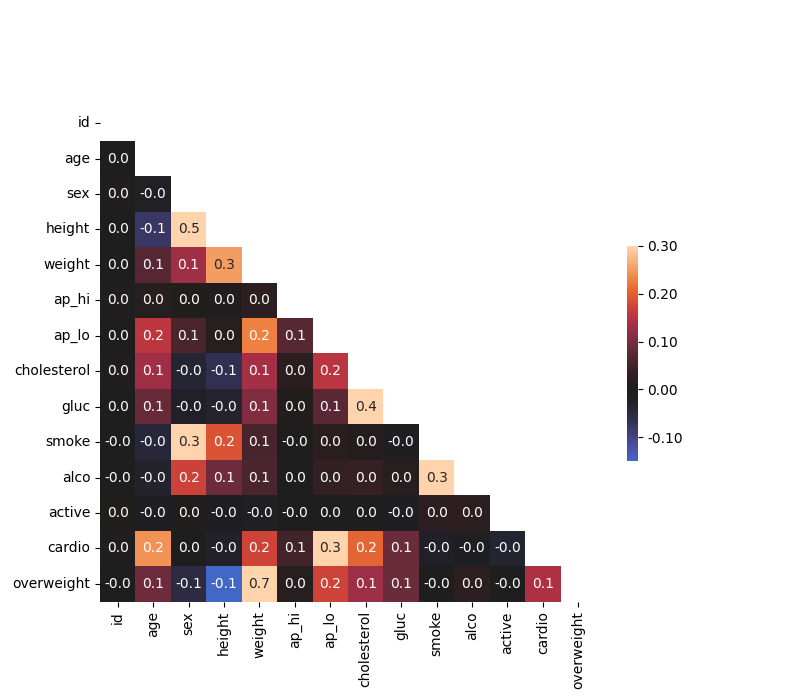 id
age 0.0
sex 0.0 -0.0
height 0.0 -0.1 0.5
weight 0.0 0.1 0.1 0.3
ap_hi 0.0 0.0 0.0 0.0 0.0
ap_lo 0.0 0.2 0.1 0.0 0.2 0.1
cholesterol 0.0 0.1 -0.0 -0.1 0.1 0.0 0.2
gluc 0.0 0.1 -0.0 -0.0 0.1 0.0 0.1 0.4
smoke -0.0 -0.0 0.3 0.2 0.1 -0.0 0.0 0.0 -0.0
alco -0.0 -0.0 0.2 0.1 0.1 0.0 0.0 0.0 0.0 0.3
active 0.0 -0.0 0.0 -0.0 -0.0 -0.0 0.0 0.0 -0.0 0.0 0.0
cardio 0.0 0.2 0.0 -0.0 0.2 0.1 0.3 0.2 0.1 -0.0 -0.0 -0.0
overweight -0.0 0.1 -0.1 -0.1 0.7 0.0 0.2 0.1 0.1 -0.0 0.0 -0.0 0.1
id age sex height weight ap_hi ap_lo cholesterol gluc smoke alco active cardio overweight
0.30
0.20
0.10
0.00
-0.10